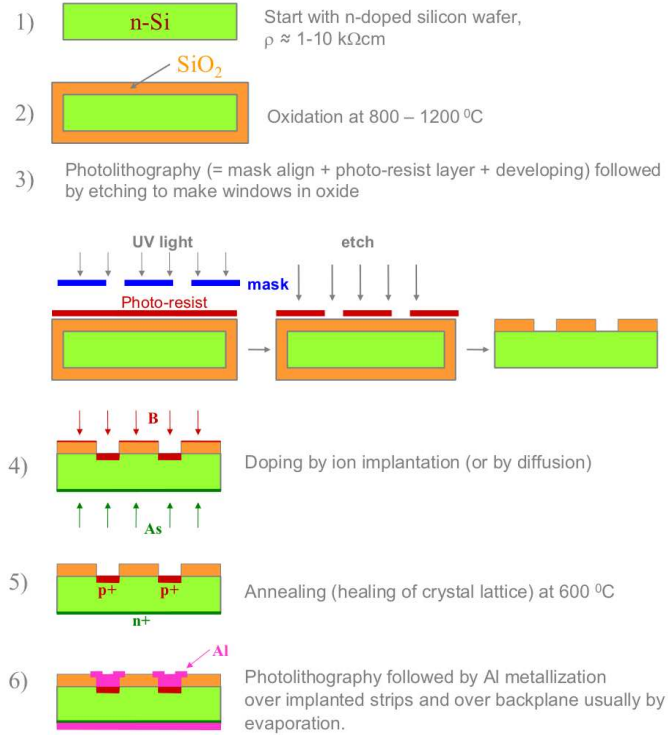 1)
n-Si
Start with n-doped silicon wafer,
ρ ≈ 1-10 kΩcm
SiO₂
2)
Oxidation at 800 – 1200 ⁰C
3)
Photolithography (= mask align + photo-resist layer + developing) followed
by etching to make windows in oxide
UV light
etch
mask
Photo-resist
B
4)
Doping by ion implantation (or by diffusion)
As
5)
p+ p+
Annealing (healing of crystal lattice) at 600 ⁰C
n+
Al
6)
Photolithography followed by Al metallization
over implanted strips and over backplane usually by
evaporation.